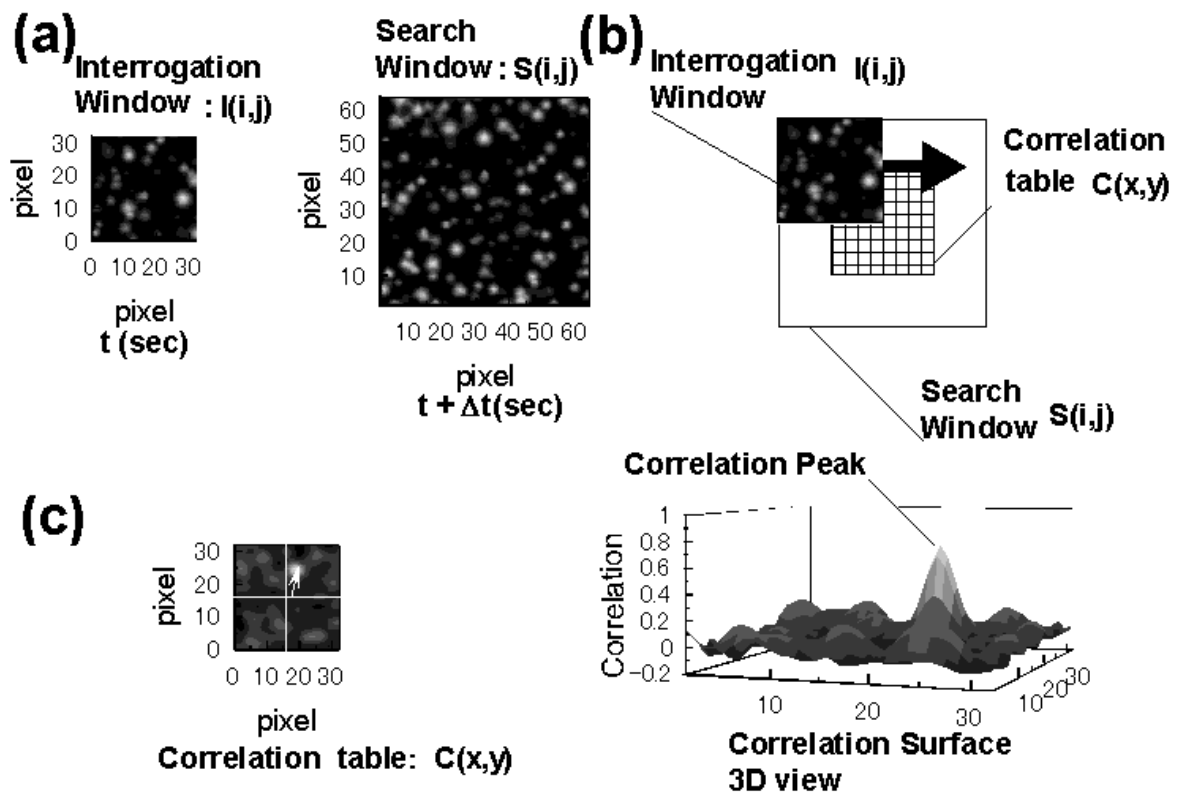 (a)
Interrogation
Window : I(i,j)
pixel
30
20
10
0
0 10 20 30
pixel
t (sec)
Search
Window : S(i,j)
pixel
60
50
40
30
20
10
10 20 30 40 50 60
pixel
t + Δt(sec)
(b)
Interrogation I(i,j)
Window
Correlation
table C(x,y)
Search
Window S(i,j)
(c)
pixel
30
20
10
0
0 10 20 30
pixel
Correlation table: C(x,y)
Correlation Peak
Correlation
1
0.8
0.6
0.4
0.2
0
−0.2
10 20 30
10 20 30
Correlation Surface
3D view